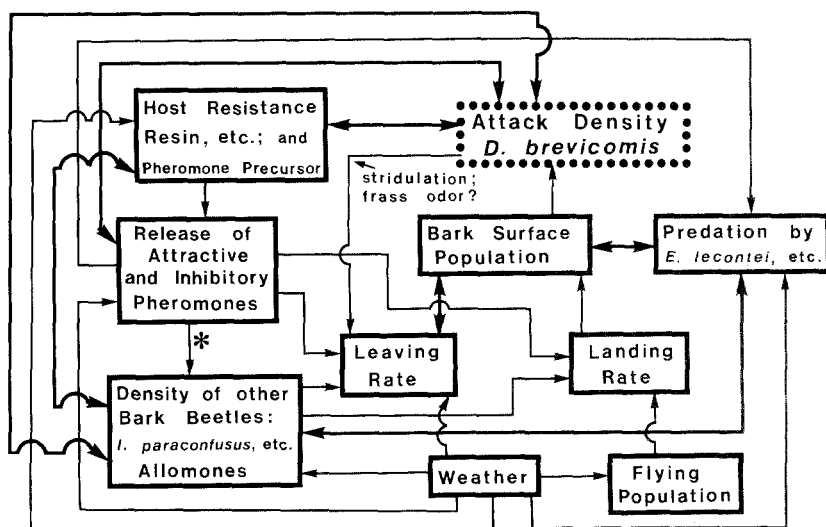 Host Resistance
Resin, etc.; and
Pheromone Precursor
Attack Density
D. brevicomis
stridulation;
frass odor?
Release of
Attractive
and Inhibitory
Pheromones
Bark Surface
Population
Predation by
E. lecontei, etc.
*
Leaving
Rate
Landing
Rate
Density of other
Bark Beetles:
I. paraconfusus, etc.
Allomones
Weather
Flying
Population